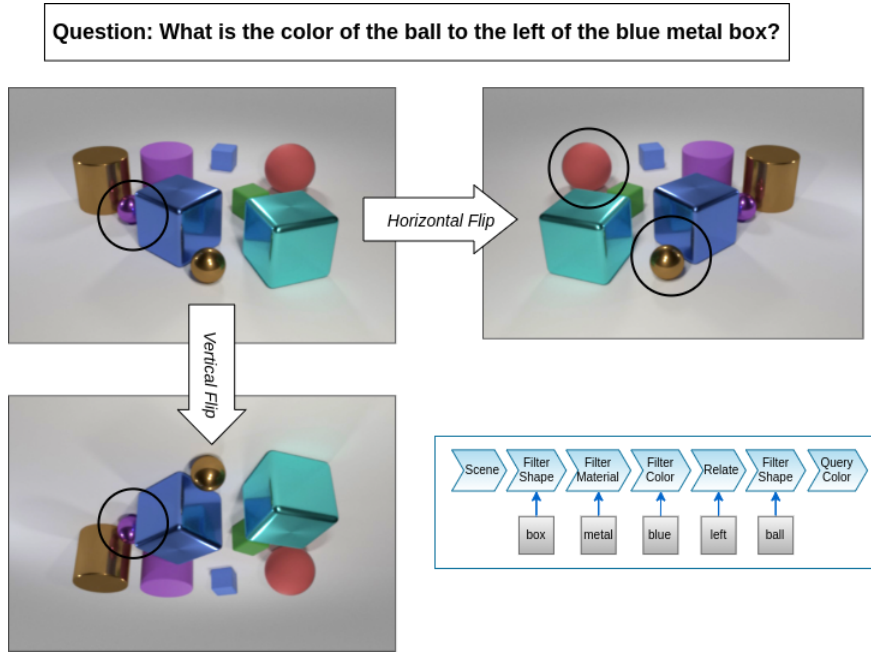 Question: What is the color of the ball to the left of the blue metal box?
Horizontal Flip
Vertical Flip
Scene
Filter
Shape
Filter
Material
Filter
Color
Relate
Filter
Shape
Query
Color
box
metal
blue
left
ball